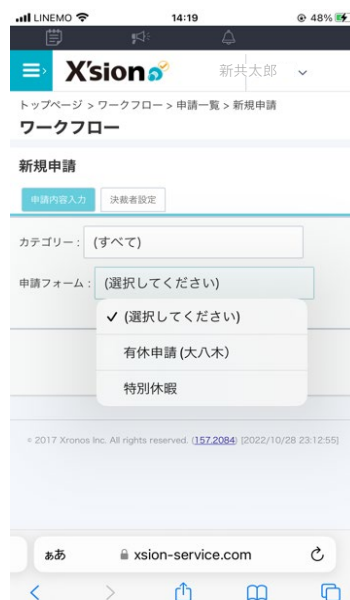 LINEMO 14:19 48%
X'sion 新共太郎
トップページ > ワークフロー > 申請一覧 > 新規申請
ワークフロー
新規申請
申請内容入力 決裁者設定
カテゴリー : (すべて)
申請フォーム : (選択してください)
✓ (選択してください)
有休申請(大八木)
特別休暇
© 2017 Xronos Inc. All rights reserved. (157.2084) [2022/10/28 23:12:55]
ぁあ xsion-service.com